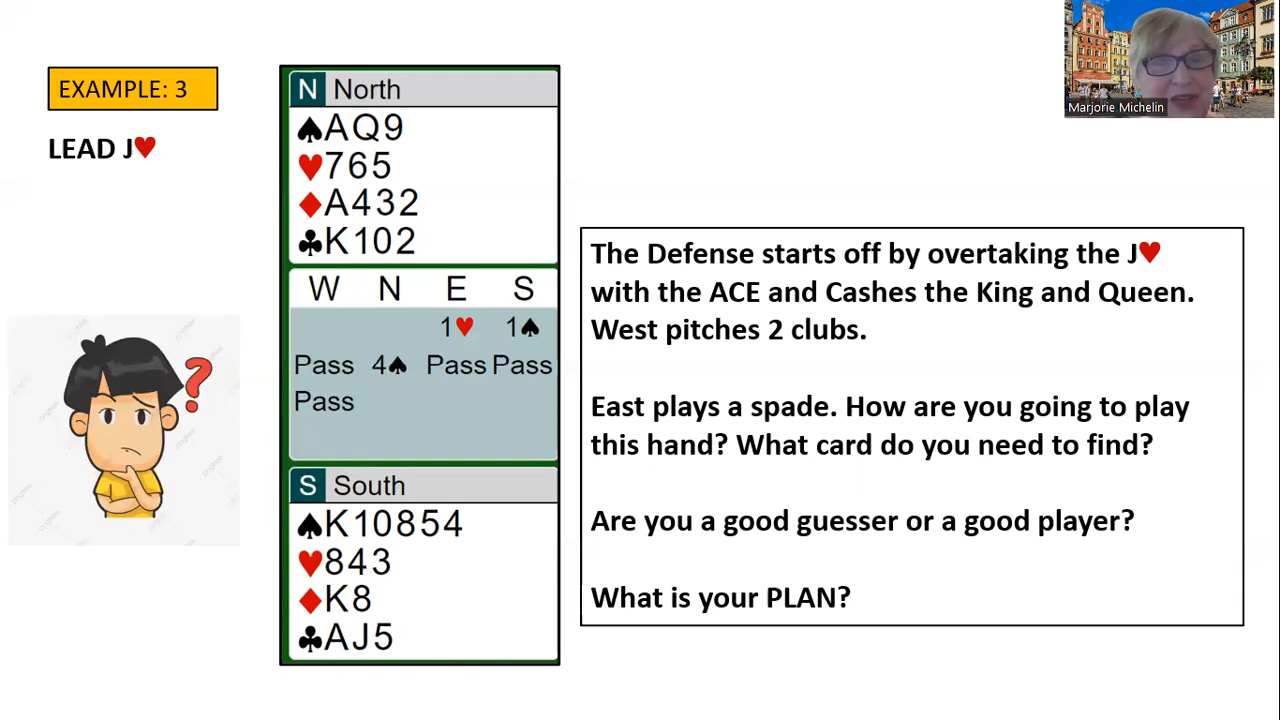 EXAMPLE: 3
LEAD J♥
N North
♠AQ9
♥765
♦A432
♣K102
W N E S
1♥ 1♠
Pass 4♠ Pass Pass
Pass
S South
♠K10854
♥843
♦K8
♣AJ5
The Defense starts off by overtaking the J♥
with the ACE and Cashes the King and Queen.
West pitches 2 clubs.
East plays a spade. How are you going to play
this hand? What card do you need to find?
Are you a good guesser or a good player?
What is your PLAN?
Marjorie Michelin